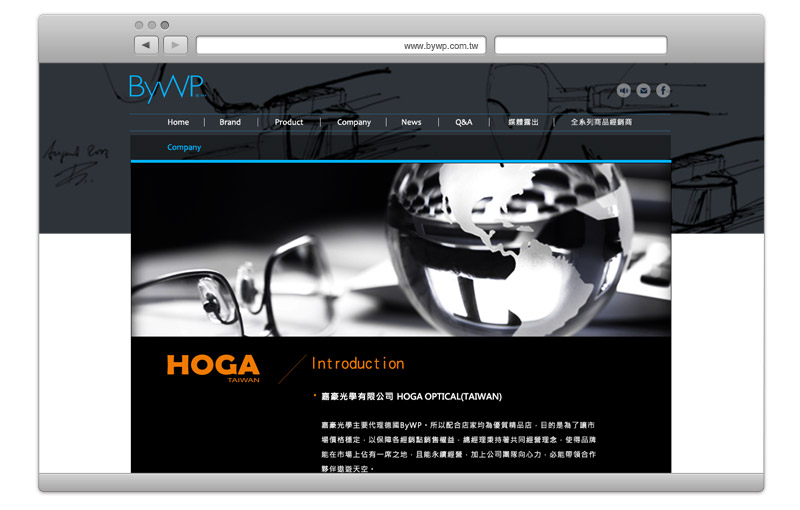 www.bywp.com.tw
ByWP
Home | Brand | Product | Company | News | Q&A | 媒體露出 | 全系列商品經銷商
August 2001
Company
HOGA
TAIWAN
Introduction
嘉豪光學有限公司 HOGA OPTICAL(TAIWAN)
嘉豪光學主要代理德國ByWP，所以配合店家均為優質精品店，目的是為了讓市
場價格穩定，以保障各經銷點銷售權益，總經理秉持著共同經營理念，使得品牌
能在市場上佔有一席之地，且能永續經營，加上公司團隊向心力，必能帶領合作
夥伴遨遊天空。